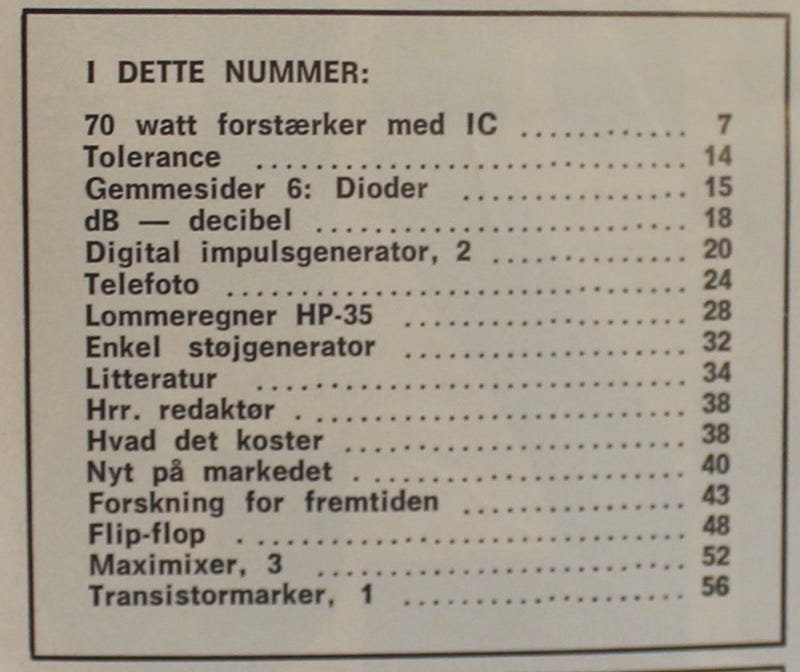 I DETTE NUMMER:
70 watt forstærker med IC ............ 7
Tolerance ............................ 14
Gemmesider 6: Dioder ............... 15
dB — decibel ........................ 18
Digital impulsgenerator, 2 ............. 20
Telefoto .............................. 24
Lommeregner HP-35 .................. 28
Enkel støjgenerator .................. 32
Litteratur ............................ 34
Hrr. redaktør . ....................... 38
Hvad det koster ...................... 38
Nyt på markedet . .................... 40
Forskning for fremtiden .............. 43
Flip-flop . ........................... 48
Maximixer, 3 ........................ 52
Transistormarker, 1 .................. 56